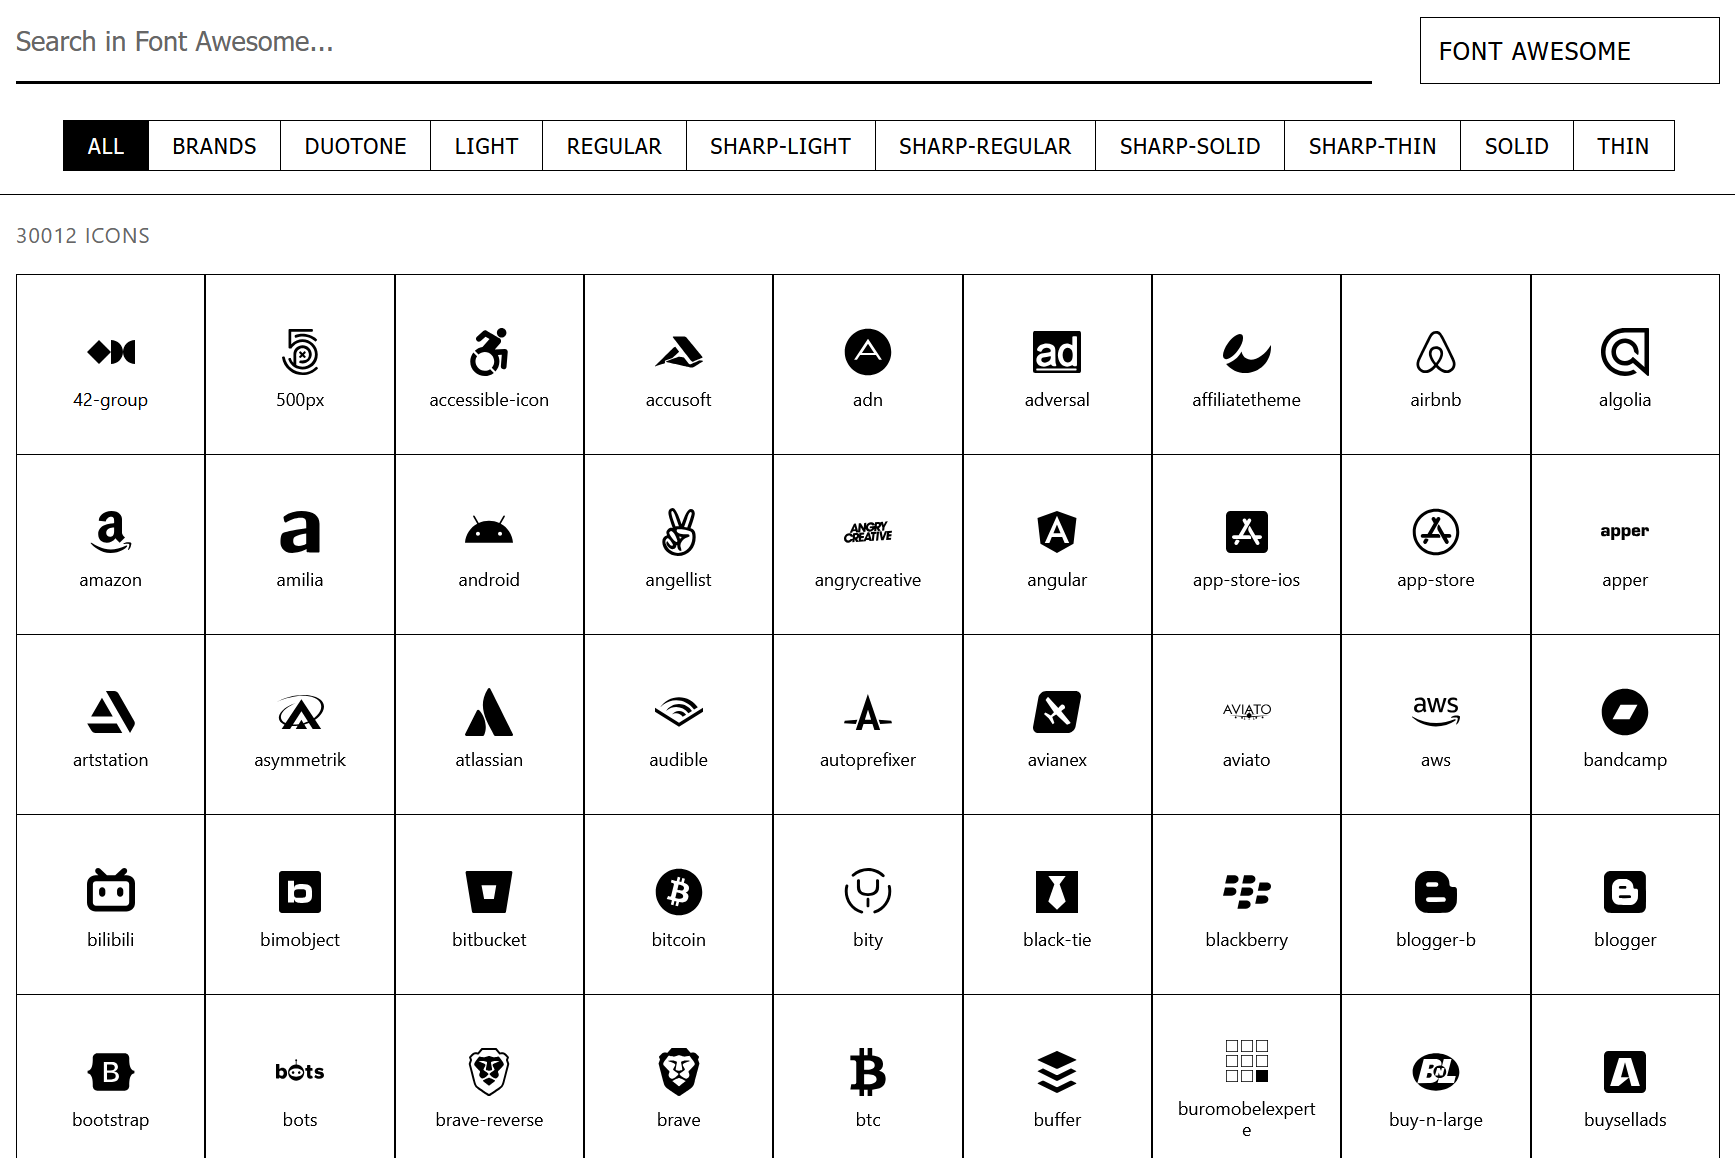 Search in Font Awesome...
FONT AWESOME
ALL BRANDS DUOTONE LIGHT REGULAR SHARP-LIGHT SHARP-REGULAR SHARP-SOLID SHARP-THIN SOLID THIN
30012 ICONS
5 A ad
42-group 500px accessible-icon accusoft adn adversal affiliatetheme airbnb algolia
a a ANGRY CREATIVE A apper
amazon amilia android angellist angrycreative angular app-store-ios app-store apper
AVIATO aws
artstation asymmetrik atlassian audible autoprefixer avianex aviato aws bandcamp
b B
bilibili bimobject bitbucket bitcoin bity black-tie blackberry blogger-b blogger
B bots BNL A
bootstrap bots brave-reverse brave btc buffer buromobelexpert
e buy-n-large buysellads